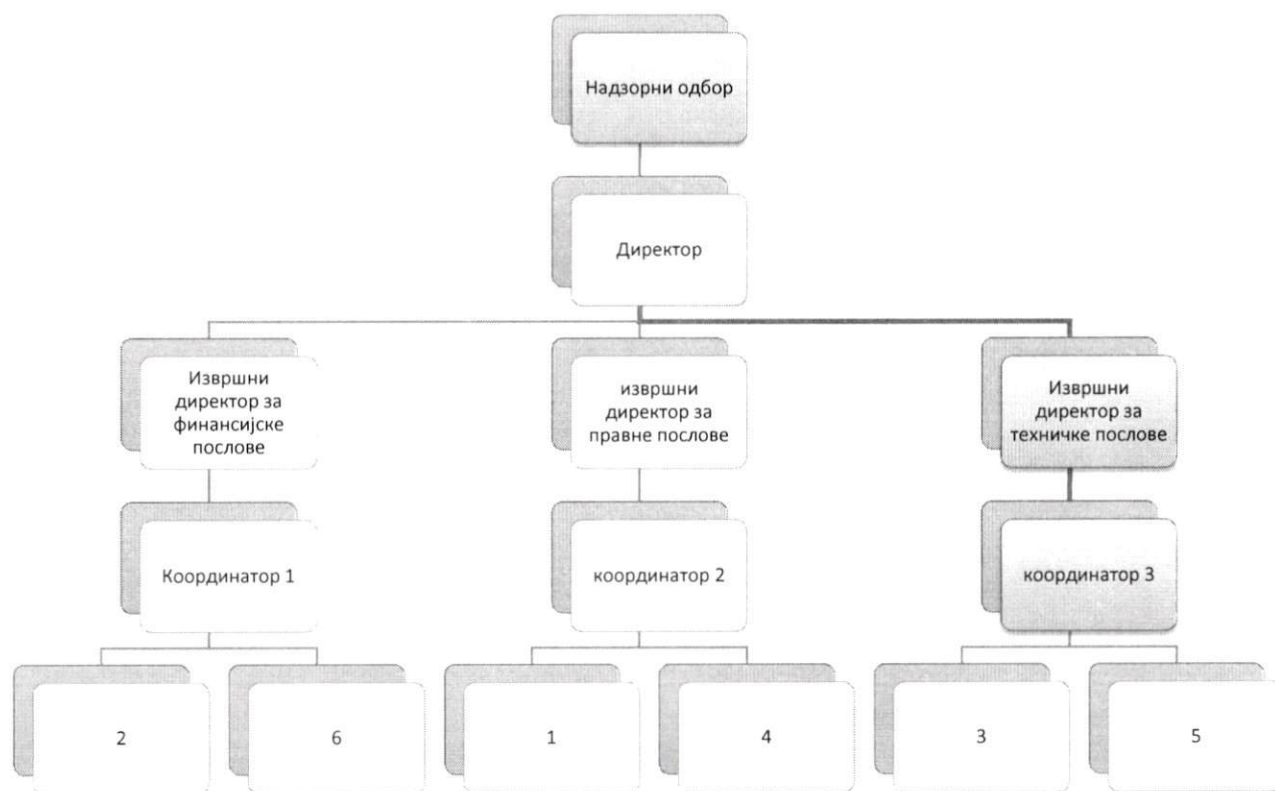 Надзорни одбор
Директор
Извршни
директор за
финансијске
послове
извршни
директор за
правне послове
Извршни
директор за
техничке послове
Координатор 1
координатор 2
координатор 3
2
6
1
4
3
5